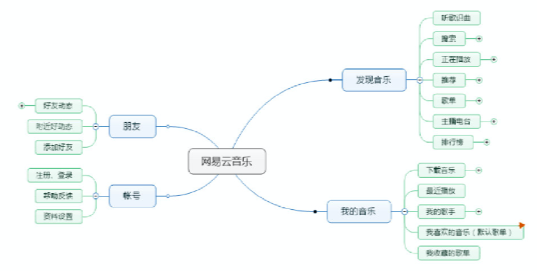 网易云音乐
发现音乐
听歌识曲
搜索
正在播放
推荐
歌单
主播电台
排行榜
我的音乐
下载音乐
最近播放
我的歌手
我喜欢的音乐（默认歌单）
我收藏的歌单
朋友
好友动态
附近好动态
添加好友
帐号
注册、登录
帮助反馈
资料设置